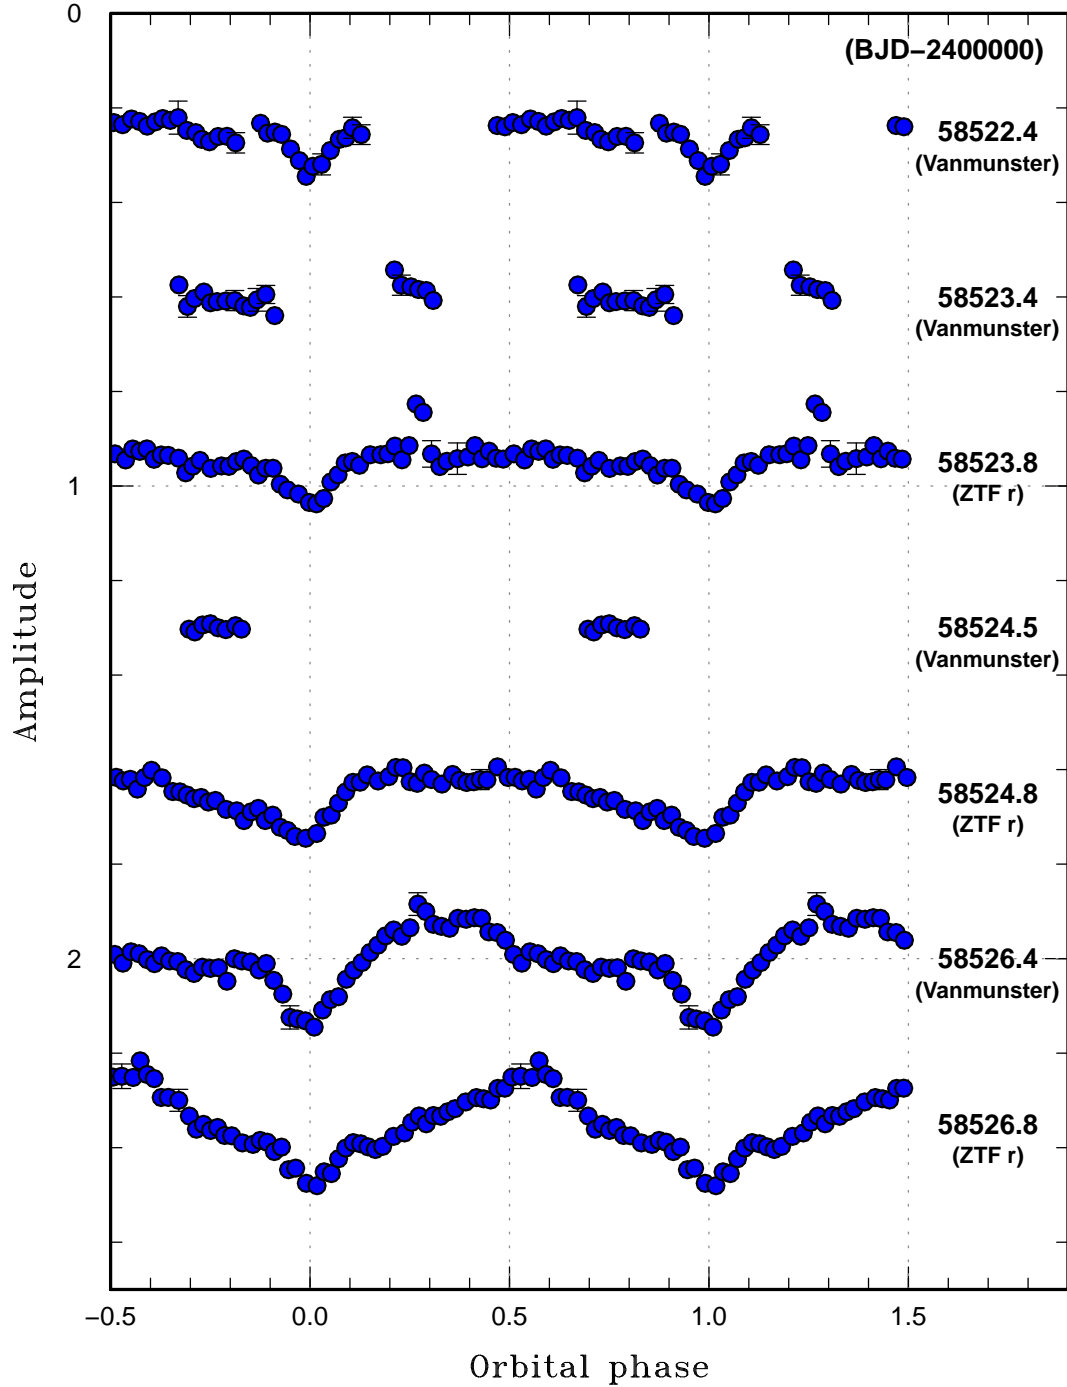 0
(BJD−2400000)
58522.4
(Vanmunster)
58523.4
(Vanmunster)
58523.8
(ZTF r)
1
58524.5
(Vanmunster)
Amplitude
58524.8
(ZTF r)
2
58526.4
(Vanmunster)
58526.8
(ZTF r)
−0.5 0.0 0.5 1.0 1.5
Orbital phase